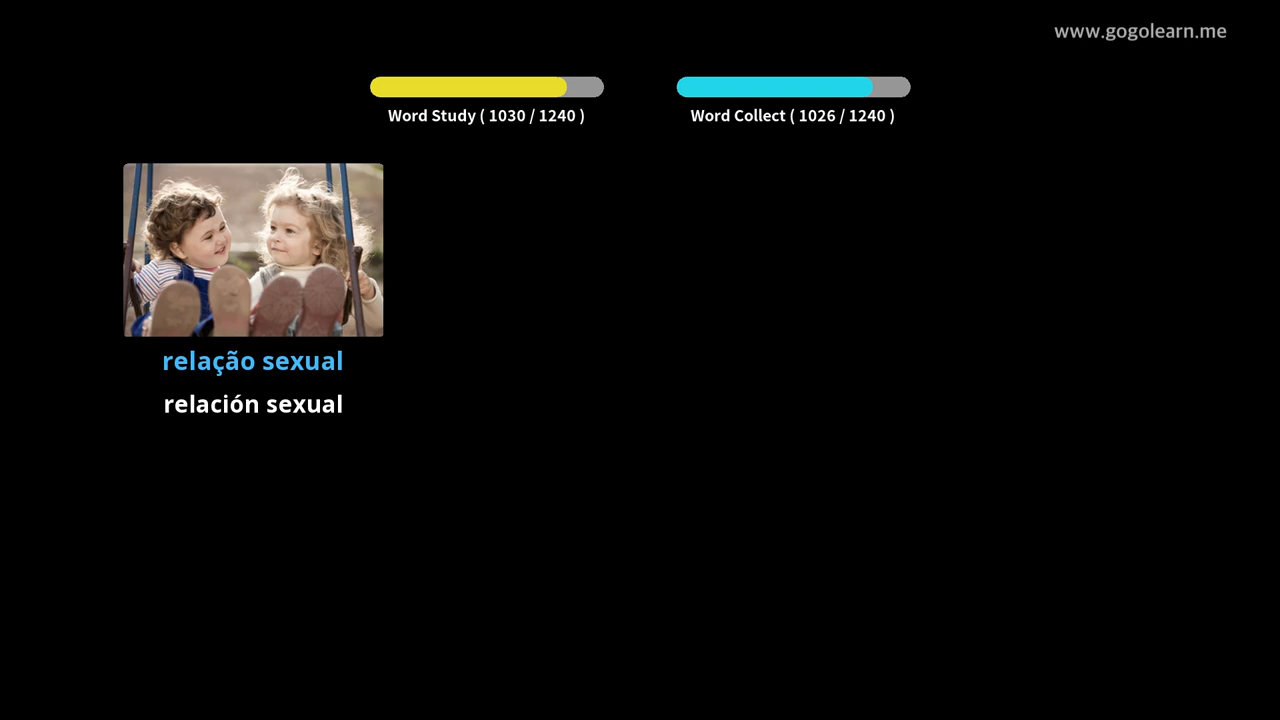 www.gogolearn.me
Word Study ( 1030 / 1240 )
Word Collect ( 1026 / 1240 )
relação sexual
relación sexual